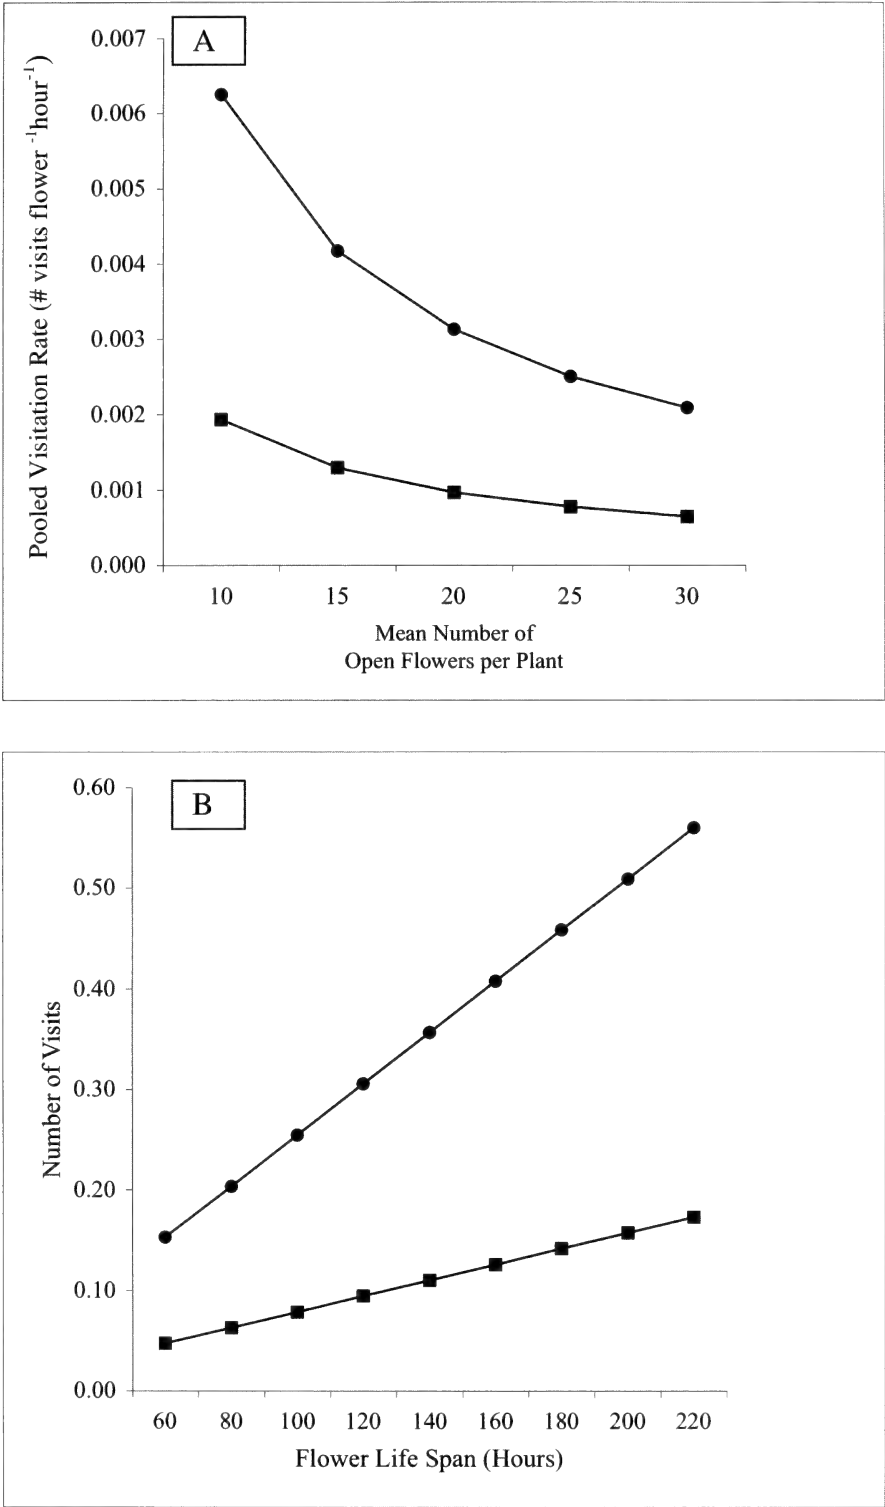 A
0.007
0.006
0.005
0.004
0.003
0.002
0.001
0.000
Pooled Visitation Rate (# visits flower -1hour-1)
10 15 20 25 30
Mean Number of
Open Flowers per Plant
B
0.60
0.50
0.40
0.30
0.20
0.10
0.00
Number of Visits
60 80 100 120 140 160 180 200 220
Flower Life Span (Hours)